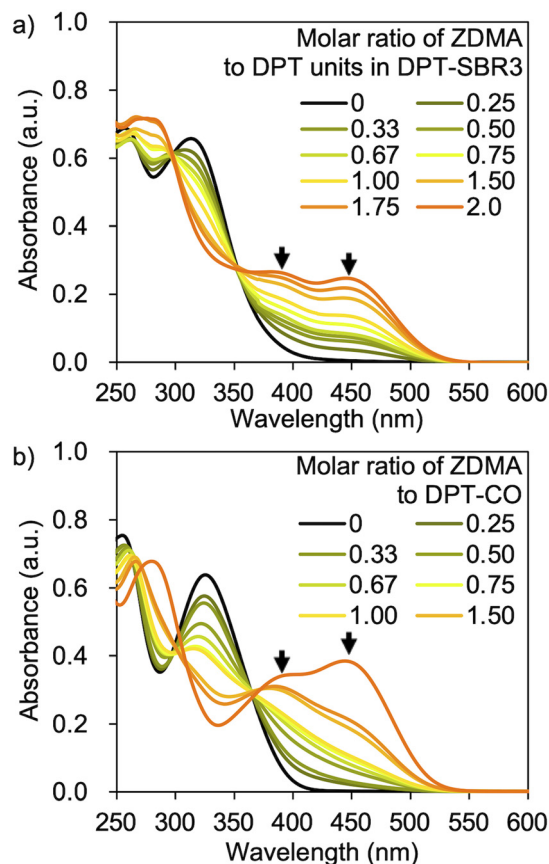 a)
Molar ratio of ZDMA
to DPT units in DPT-SBR3
0 0.25
0.33 0.50
0.67 0.75
1.00 1.50
1.75 2.0
Absorbance (a.u.)
1.0
0.8
0.6
0.4
0.2
0.0
250 300 350 400 450 500 550 600
Wavelength (nm)
b)
Molar ratio of ZDMA
to DPT-CO
0 0.25
0.33 0.50
0.67 0.75
1.00 1.50
Absorbance (a.u.)
1.0
0.8
0.6
0.4
0.2
0.0
250 300 350 400 450 500 550 600
Wavelength (nm)